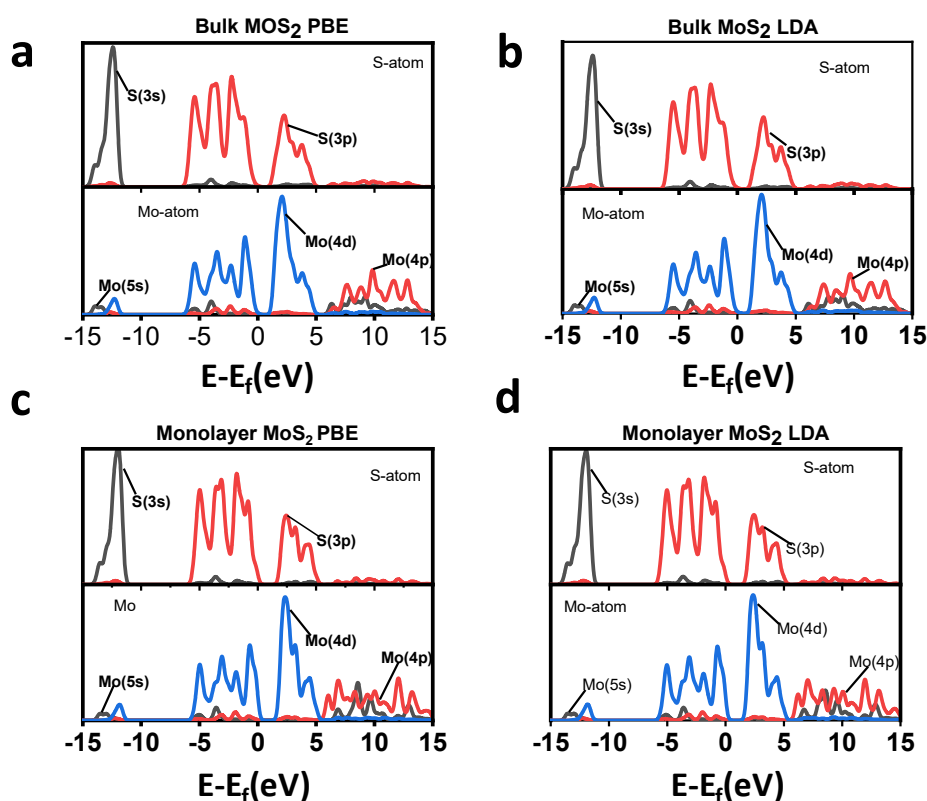 a
Bulk MOS2 PBE
S-atom
S(3s)
S(3p)
Mo-atom
Mo(4d)
Mo(4p)
Mo(5s)
-15 -10 -5 0 5 10 15
E-Ef(eV)
b
Bulk MoS2 LDA
S-atom
S(3s)
S(3p)
Mo-atom
Mo(4d)
Mo(4p)
Mo(5s)
-15 -10 -5 0 5 10 15
E-Ef(eV)
c
Monolayer MoS2 PBE
S-atom
S(3s)
S(3p)
Mo
Mo(4d)
Mo(4p)
Mo(5s)
-15 -10 -5 0 5 10 15
E-Ef(eV)
d
Monolayer MoS2 LDA
S-atom
S(3s)
S(3p)
Mo-atom
Mo(4d)
Mo(4p)
Mo(5s)
-15 -10 -5 0 5 10 15
E-Ef(eV)